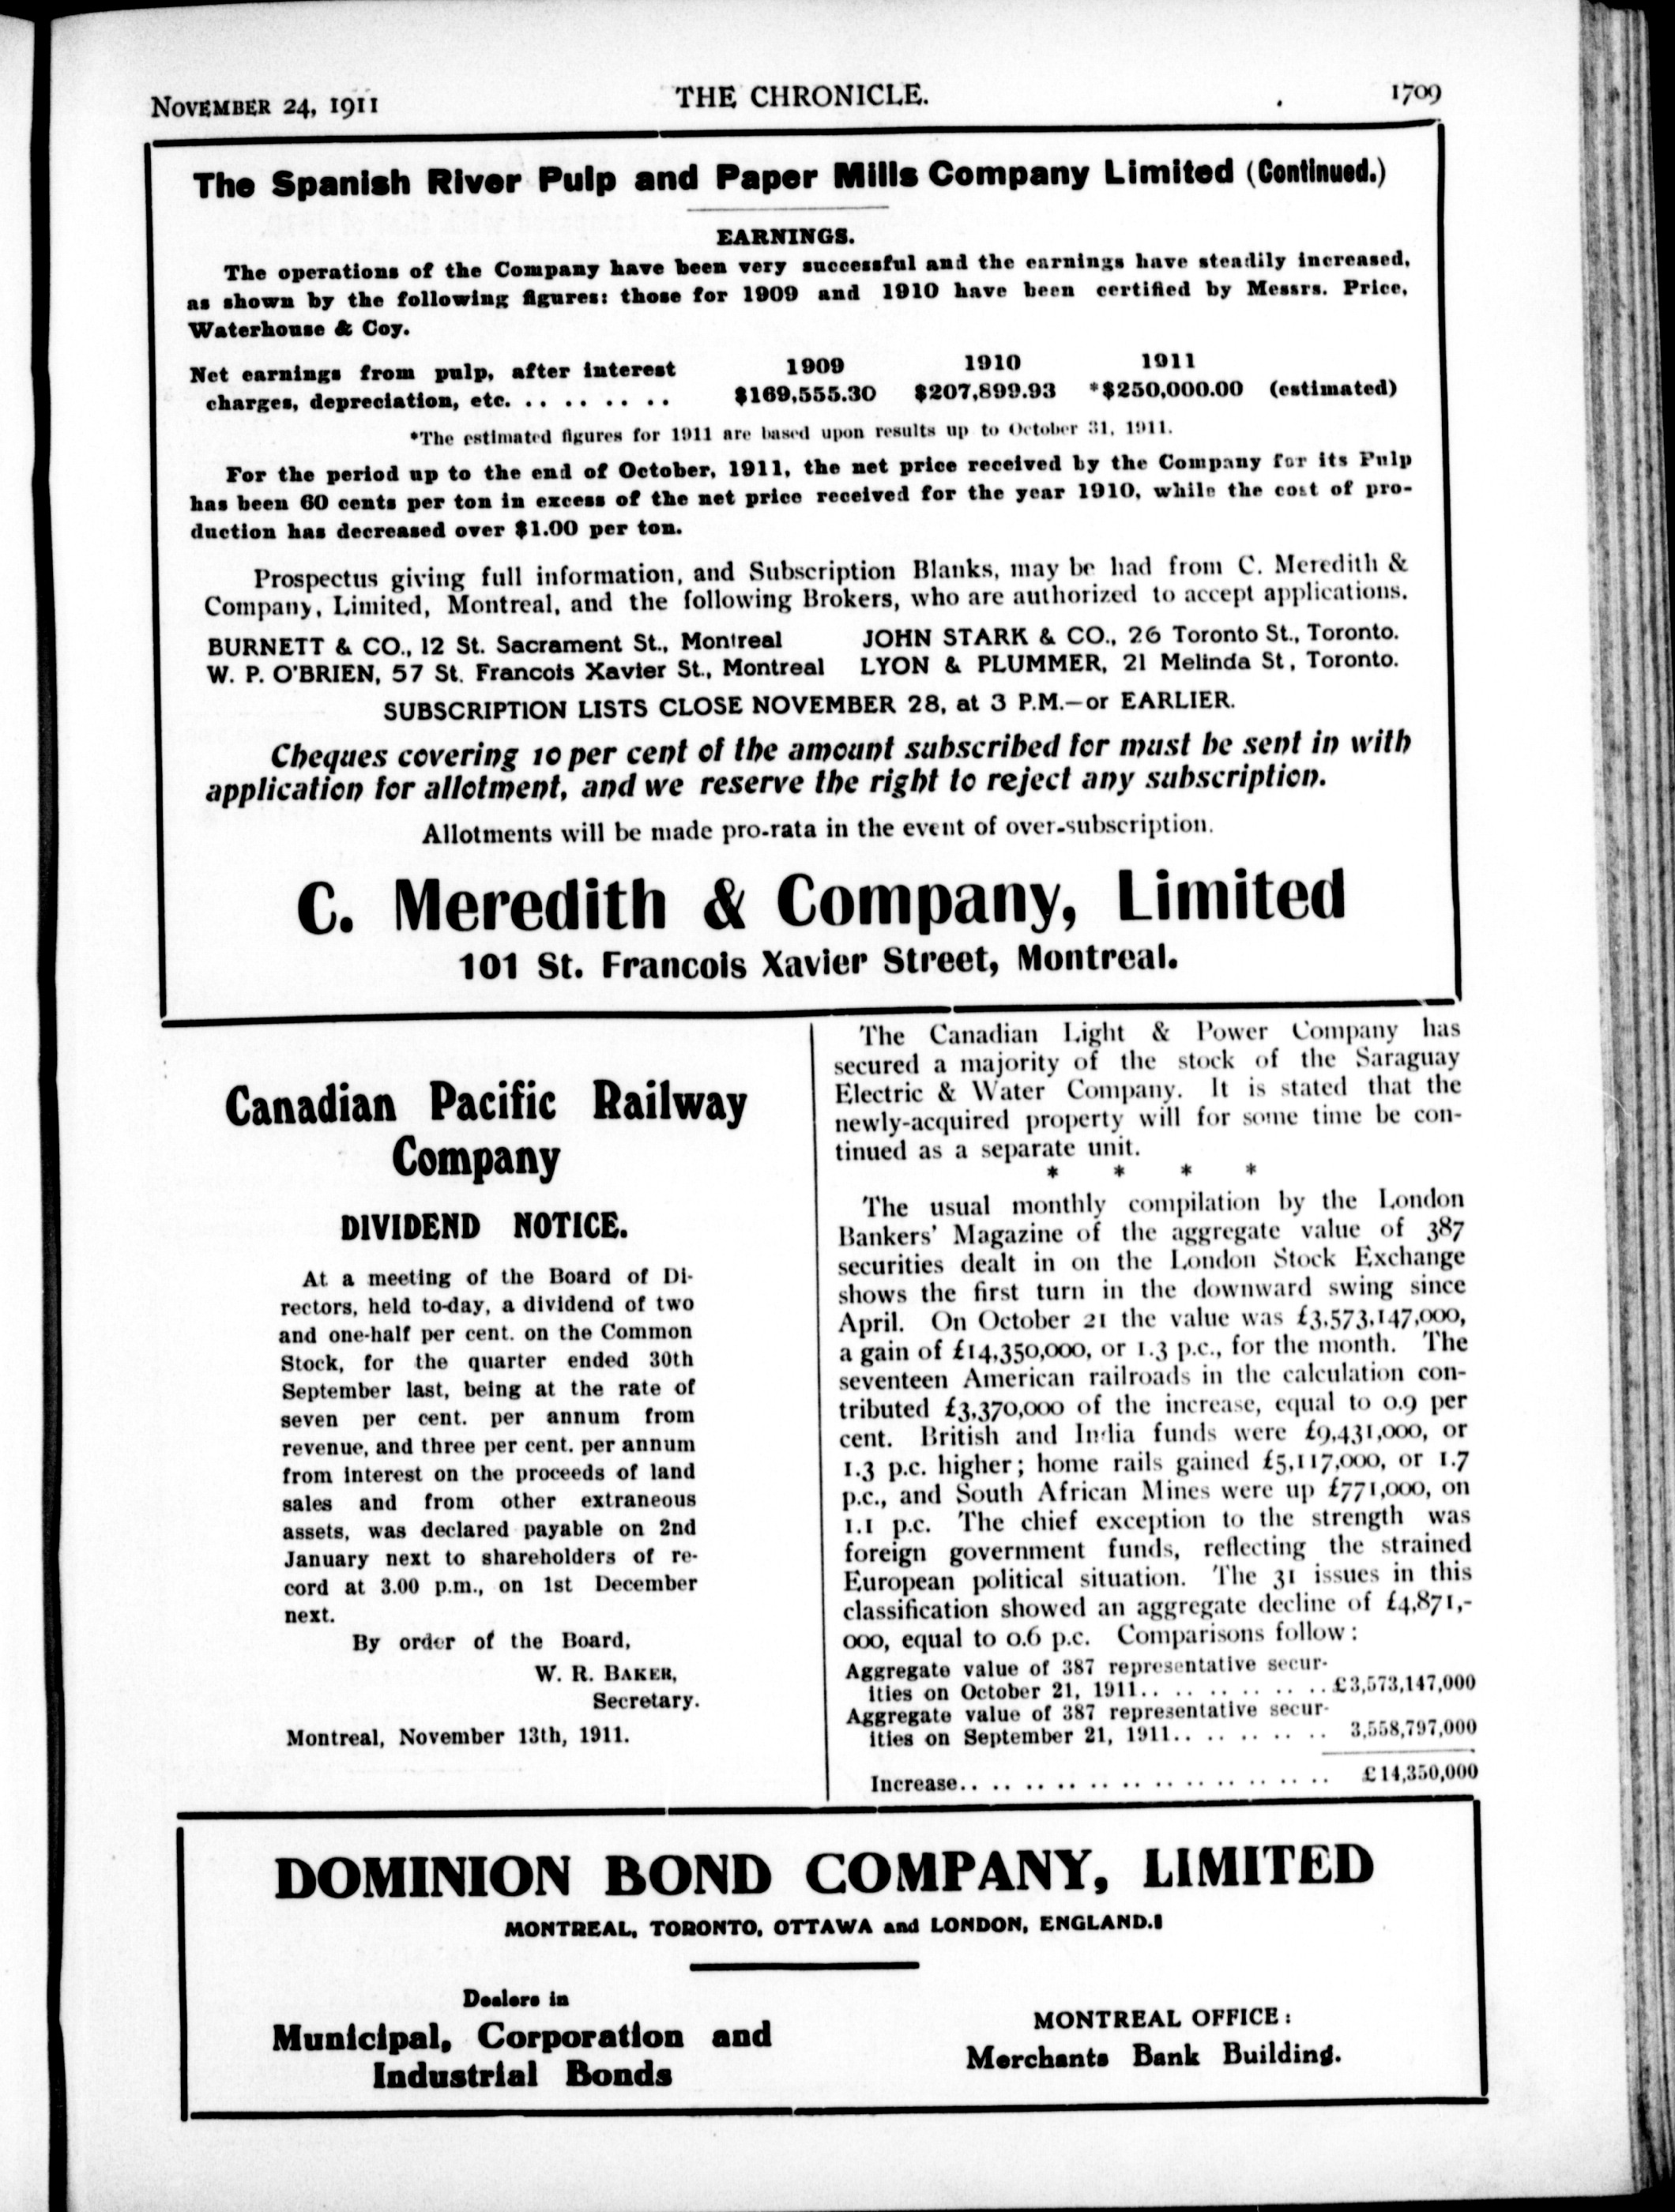 NOVEMBER 24, 1911
THE CHRONICLE.
1709
The Spanish River Pulp and Paper Mills Company Limited (Continued.)
EARNINGS.
The operations of the Company have been very successful and the earnings have steadily increased,
as shown by the following figures: those for 1909 and 1910 have been certified by Messrs. Price,
Waterhouse & Coy.
1909 1910 1911
Net earnings from pulp, after interest
charges, depreciation, etc. .. .. .. .. .. $169,555.30 $207,899.93 *$250,000.00 (estimated)
*The estimated figures for 1911 are based upon results up to October 31, 1911.
For the period up to the end of October, 1911, the net price received by the Company for its Pulp
has been 60 cents per ton in excess of the net price received for the year 1910, while the cost of pro-
duction has decreased over $1.00 per ton.
Prospectus giving full information, and Subscription Blanks, may be had from C. Meredith &
Company, Limited, Montreal, and the following Brokers, who are authorized to accept applications.
BURNETT & CO., 12 St. Sacrament St., Montreal JOHN STARK & CO., 26 Toronto St., Toronto.
W. P. O'BRIEN, 57 St. Francois Xavier St., Montreal LYON & PLUMMER, 21 Melinda St, Toronto.
SUBSCRIPTION LISTS CLOSE NOVEMBER 28, at 3 P.M.—or EARLIER.
Cheques covering 10 per cent of the amount subscribed for must be sent in with
application for allotment, and we reserve the right to reject any subscription.
Allotments will be made pro-rata in the event of over-subscription.
C. Meredith & Company, Limited
101 St. Francois Xavier Street, Montreal.
Canadian Pacific Railway
Company
DIVIDEND NOTICE.
At a meeting of the Board of Di-
rectors, held to-day, a dividend of two
and one-half per cent. on the Common
Stock, for the quarter ended 30th
September last, being at the rate of
seven per cent. per annum from
revenue, and three per cent. per annum
from interest on the proceeds of land
sales and from other extraneous
assets, was declared payable on 2nd
January next to shareholders of re-
cord at 3.00 p.m., on 1st December
next.
By order of the Board,
W. R. BAKER,
Secretary.
Montreal, November 13th, 1911.
The Canadian Light & Power Company has
secured a majority of the stock of the Saraguay
Electric & Water Company. It is stated that the
newly-acquired property will for some time be con-
tinued as a separate unit.
* * * *
The usual monthly compilation by the London
Bankers' Magazine of the aggregate value of 387
securities dealt in on the London Stock Exchange
shows the first turn in the downward swing since
April. On October 21 the value was £3,573,147,000,
a gain of £14,350,000, or 1.3 p.c., for the month. The
seventeen American railroads in the calculation con-
tributed £3,370,000 of the increase, equal to 0.9 per
cent. British and India funds were £9,431,000, or
1.3 p.c. higher; home rails gained £5,117,000, or 1.7
p.c., and South African Mines were up £771,000, on
1.1 p.c. The chief exception to the strength was
foreign government funds, reflecting the strained
European political situation. The 31 issues in this
classification showed an aggregate decline of £4,871,-
000, equal to 0.6 p.c. Comparisons follow:
Aggregate value of 387 representative secur-
ities on October 21, 1911.. .. .. .. .. .. £3,573,147,000
Aggregate value of 387 representative secur-
ities on September 21, 1911.. .. .. .. .. 3,558,797,000
Increase.. .. .. .. .. .. .. .. .. .. .. .. £14,350,000
DOMINION BOND COMPANY, LIMITED
MONTREAL, TORONTO, OTTAWA and LONDON, ENGLAND.
Dealers in
Municipal, Corporation and
Industrial Bonds
MONTREAL OFFICE:
Merchants Bank Building.